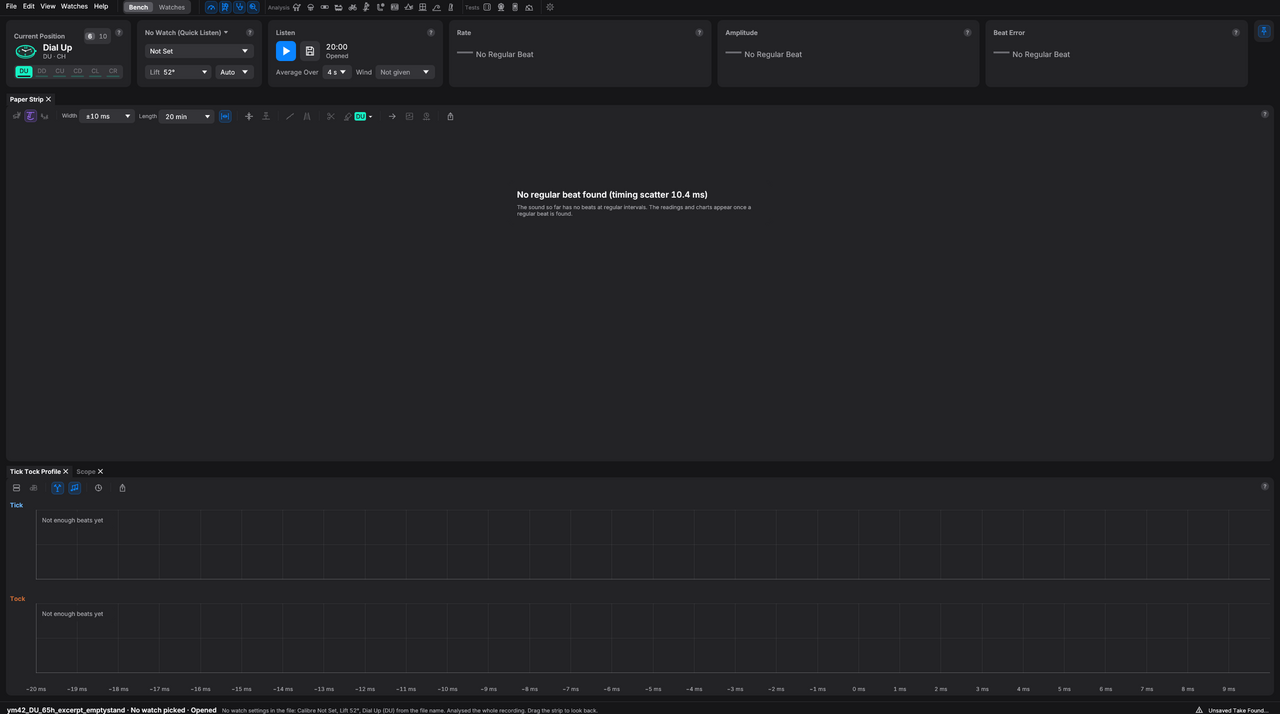 File Edit View Watches Help Bench Watches Analysis Tests
Current Position 6 10 ?
Dial Up
DU · CH
DU DD CU CD CL CR
No Watch (Quick Listen) ?
Not Set
Lift 52° Auto
Listen ?
20:00
Opened
Average Over 4 s Wind Not given
Rate ?
No Regular Beat
Amplitude ?
No Regular Beat
Beat Error ?
No Regular Beat
Paper Strip
Width ±10 ms Length 20 min DU ?
No regular beat found (timing scatter 10.4 ms)
The sound so far has no beats at regular intervals. The readings and charts appear once a
regular beat is found.
Tick Tock Profile Scope
?
Tick
Not enough beats yet
Tock
Not enough beats yet
−20 ms −19 ms −18 ms −17 ms −16 ms −15 ms −14 ms −13 ms −12 ms −11 ms −10 ms −9 ms −8 ms −7 ms −6 ms −5 ms −4 ms −3 ms −2 ms −1 ms 0 ms 1 ms 2 ms 3 ms 4 ms 5 ms 6 ms 7 ms 8 ms 9 ms
ym42_DU_65h_excerpt_emptystand · No watch picked · Opened No watch settings in the file: Calibre Not Set, Lift 52°, Dial Up (DU) from the file name. Analysed the whole recording. Drag the strip to look back. Unsaved Take Found...